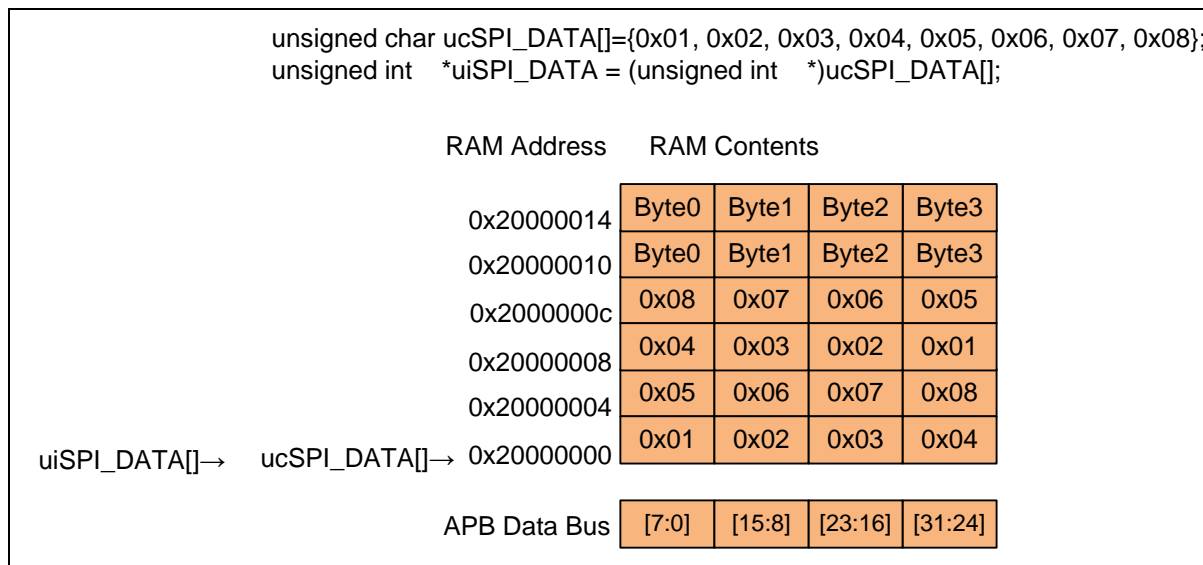 unsigned char ucSPI_DATA[]={0x01, 0x02, 0x03, 0x04, 0x05, 0x06, 0x07, 0x08};
unsigned int *uiSPI_DATA = (unsigned int *)ucSPI_DATA[];
RAM Address RAM Contents
0x20000014 Byte0 Byte1 Byte2 Byte3
0x20000010 Byte0 Byte1 Byte2 Byte3
0x2000000c 0x08 0x07 0x06 0x05
0x20000008 0x04 0x03 0x02 0x01
0x20000004 0x05 0x06 0x07 0x08
uiSPI_DATA[]→ ucSPI_DATA[]→ 0x20000000 0x01 0x02 0x03 0x04
APB Data Bus [7:0] [15:8] [23:16] [31:24]